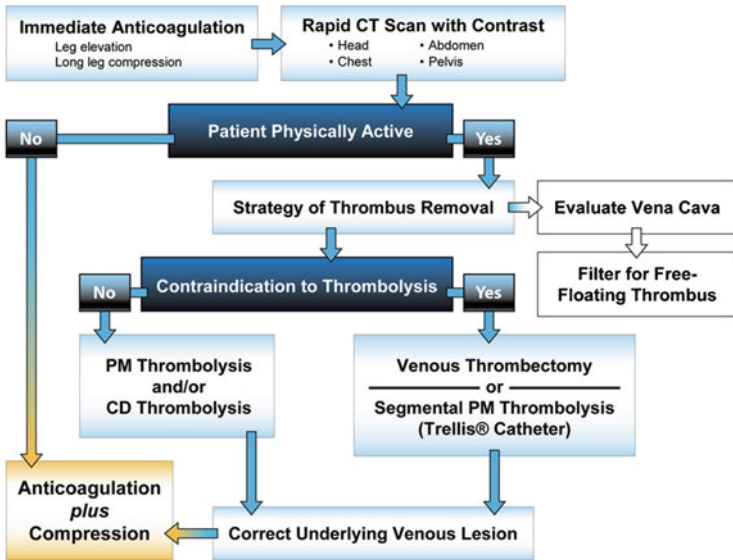 Immediate Anticoagulation
Leg elevation
Long leg compression
Rapid CT Scan with Contrast
• Head • Abdomen
• Chest • Pelvis
No
Patient Physically Active
Yes
Strategy of Thrombus Removal
Evaluate Vena Cava
Filter for Free-
Floating Thrombus
No
Contraindication to Thrombolysis
Yes
PM Thrombolysis
and/or
CD Thrombolysis
Venous Thrombectomy
or
Segmental PM Thrombolysis
(Trellis® Catheter)
Anticoagulation
plus
Compression
Correct Underlying Venous Lesion